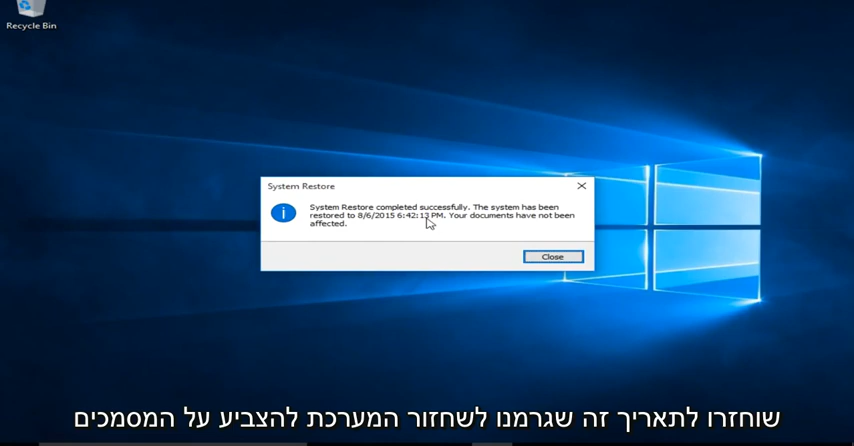 Recycle Bin
System Restore
System Restore completed successfully. The system has been
restored to 8/6/2015 6:42:13 PM. Your documents have not been
affected.
Close
שוחזרו לתאריך זה שגרמנו לשחזור המערכת להצביע על המסמכים